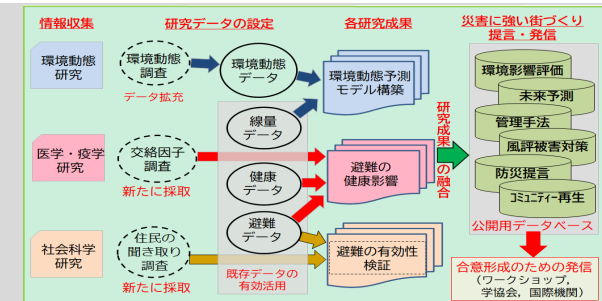 情報収集
研究データの設定
各研究成果
災害に強い街づくり
提言・発信
環境動態
研究
環境動態
調査
データ拡充
環境動態
データ
環境動態予測
モデル構築
線量
データ
医学・疫学
研究
交絡因子
調査
新たに採取
健康
データ
避難の
健康影響
避難
データ
社会科学
研究
住民の
聞き取り
調査
新たに採取
既存データの
有効活用
避難の有効性
検証
研究成果の融合
環境影響評価
未来予測
管理手法
風評被害対策
防災提言
コミュニティー再生
公開用データベース
合意形成のための発信
(ワークショップ,
学協会, 国際機関)